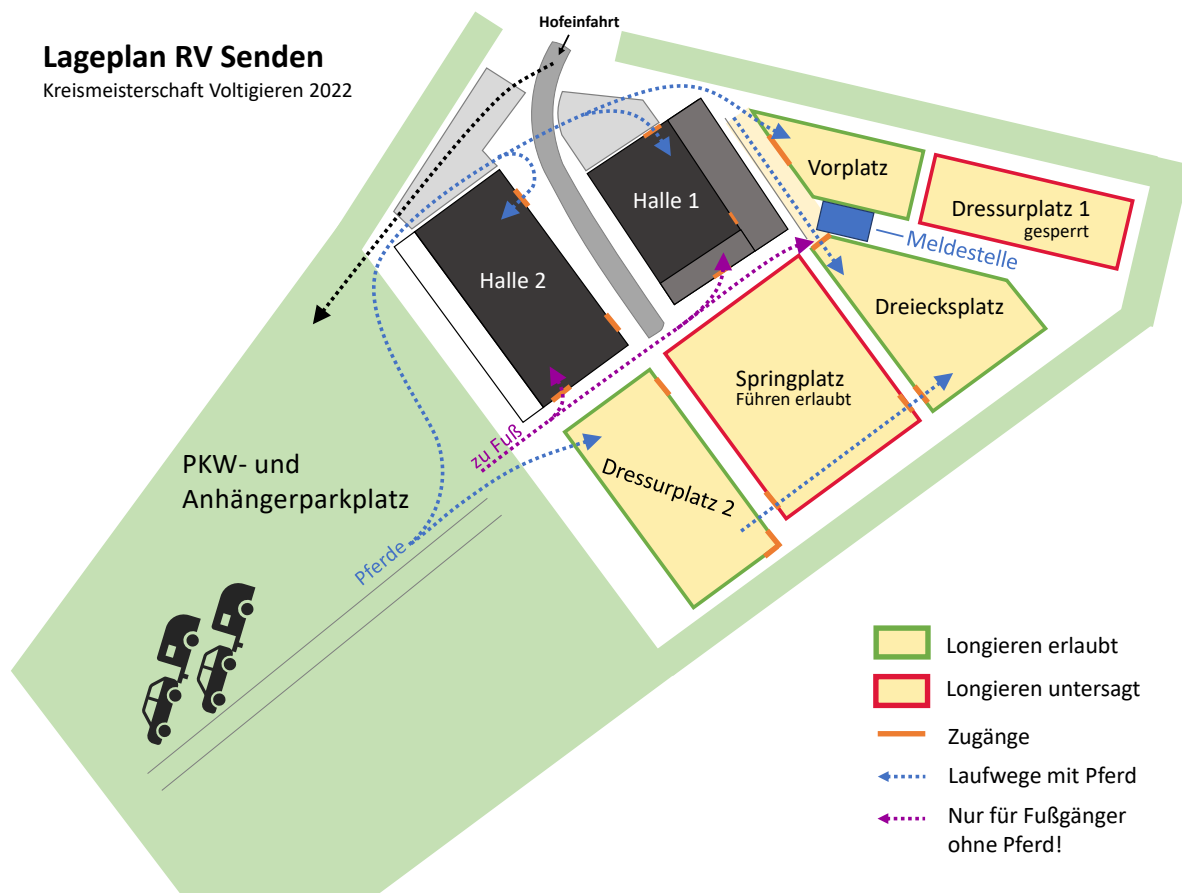 Hofeinfahrt
Lageplan RV Senden
Kreismeisterschaft Voltigieren 2022
Vorplatz
Halle 1
Dressurplatz 1
gesperrt
Meldestelle
Halle 2
Dreiecksplatz
Springplatz
Führen erlaubt
zu Fuß
PKW- und
Anhängerparkplatz
Dressurplatz 2
Pferde
Longieren erlaubt
Longieren untersagt
Zugänge
Laufwege mit Pferd
Nur für Fußgänger
ohne Pferd!